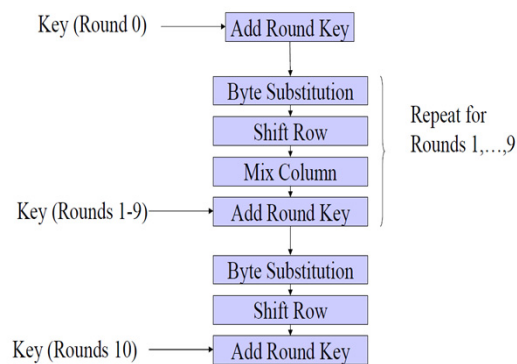 Key (Round 0)
Add Round Key
Byte Substitution
Shift Row
Mix Column
Repeat for
Rounds 1,…,9
Key (Rounds 1-9)
Add Round Key
Byte Substitution
Shift Row
Key (Rounds 10)
Add Round Key